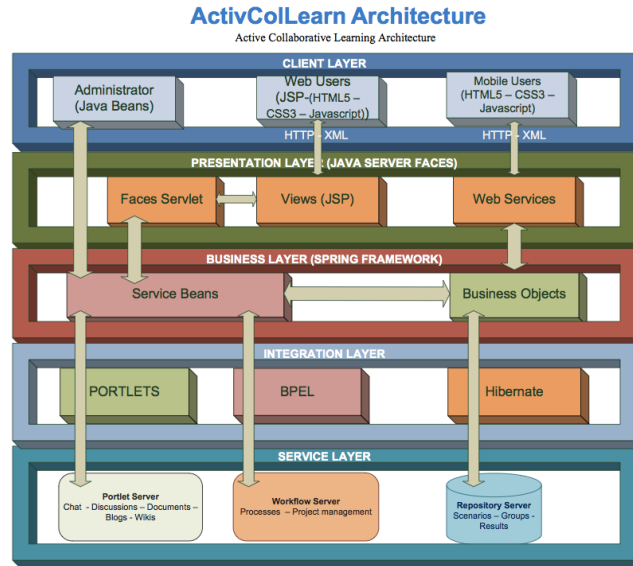 ActivColLearn Architecture
Active Collaborative Learning Architecture
CLIENT LAYER
Administrator
(Java Beans)
Web Users
(JSP-(HTML5 –
CSS3 –
Javascript))
Mobile Users
(HTML5 – CSS3 –
Javascript)
HTTP - XML
HTTP - XML
PRESENTATION LAYER (JAVA SERVER FACES)
Faces Servlet
Views (JSP)
Web Services
BUSINESS LAYER (SPRING FRAMEWORK)
Service Beans
Business Objects
INTEGRATION LAYER
PORTLETS
BPEL
Hibernate
SERVICE LAYER
Portlet Server
Chat - Discussions – Documents –
Blogs - Wikis
Workflow Server
Processes – Project management
Repository Server
Scenarios – Groups -
Results